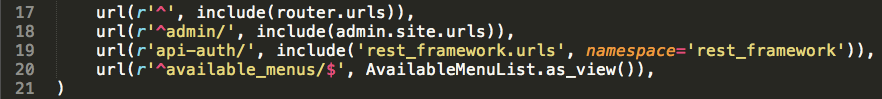 17 url(r'^', include(router.urls)),
18 url(r'^admin/', include(admin.site.urls)),
19 url(r'api-auth/', include('rest_framework.urls', namespace='rest_framework')),
20 url(r'^available_menus/$', AvailableMenuList.as_view()),
21 )